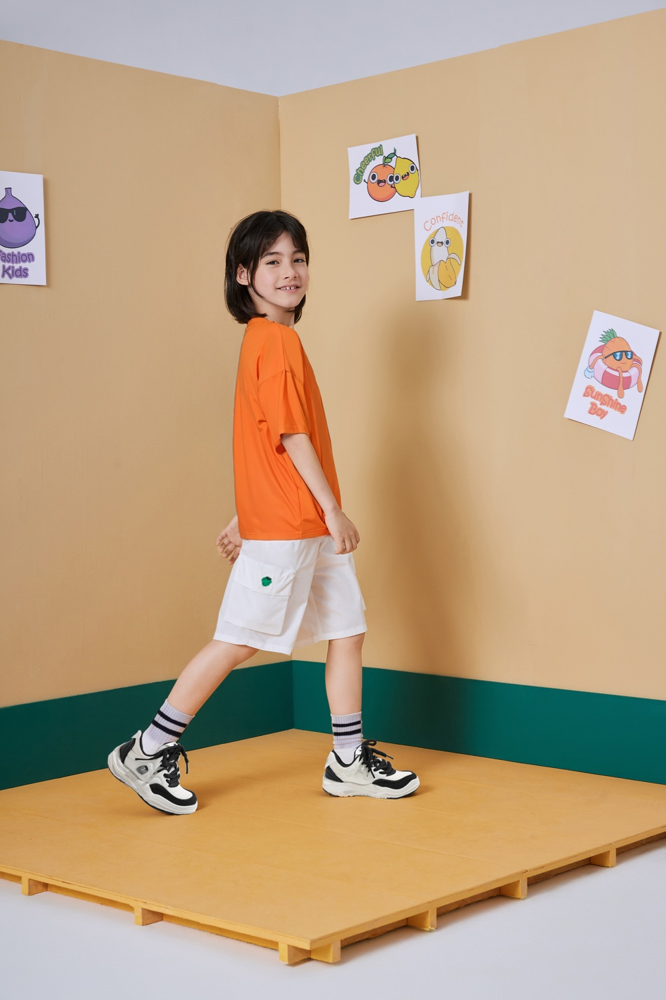 Cheerful
Confident
Fashion
Kids
SunShine
Boy